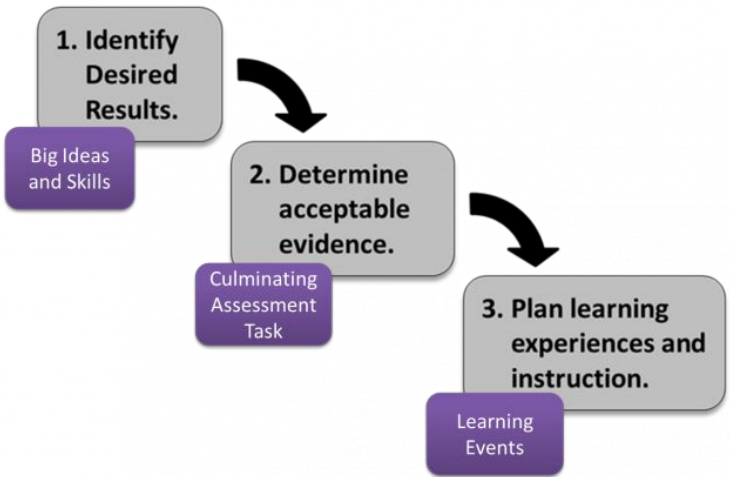 1. Identify
Desired
Results.
Big Ideas
and Skills
2. Determine
acceptable
evidence.
Culminating
Assessment
Task
3. Plan learning
experiences and
instruction.
Learning
Events